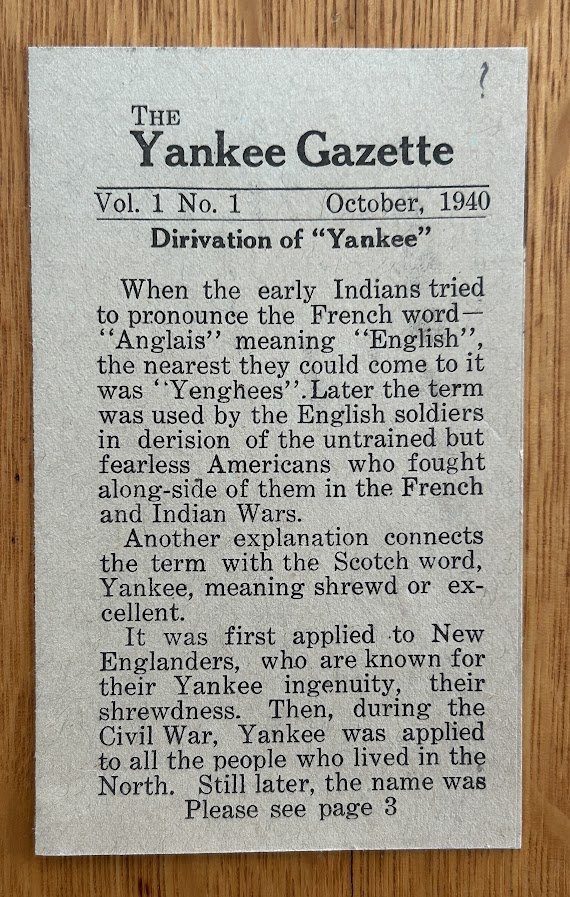 ?
THE
Yankee Gazette
Vol. 1 No. 1 October, 1940
Dirivation of "Yankee"
When the early Indians tried
to pronounce the French word—
"Anglais" meaning "English",
the nearest they could come to it
was "Yenghees". Later the term
was used by the English soldiers
in derision of the untrained but
fearless Americans who fought
along-side of them in the French
and Indian Wars.
Another explanation connects
the term with the Scotch word,
Yankee, meaning shrewd or ex-
cellent.
It was first applied to New
Englanders, who are known for
their Yankee ingenuity, their
shrewdness. Then, during the
Civil War, Yankee was applied
to all the people who lived in the
North. Still later, the name was
Please see page 3